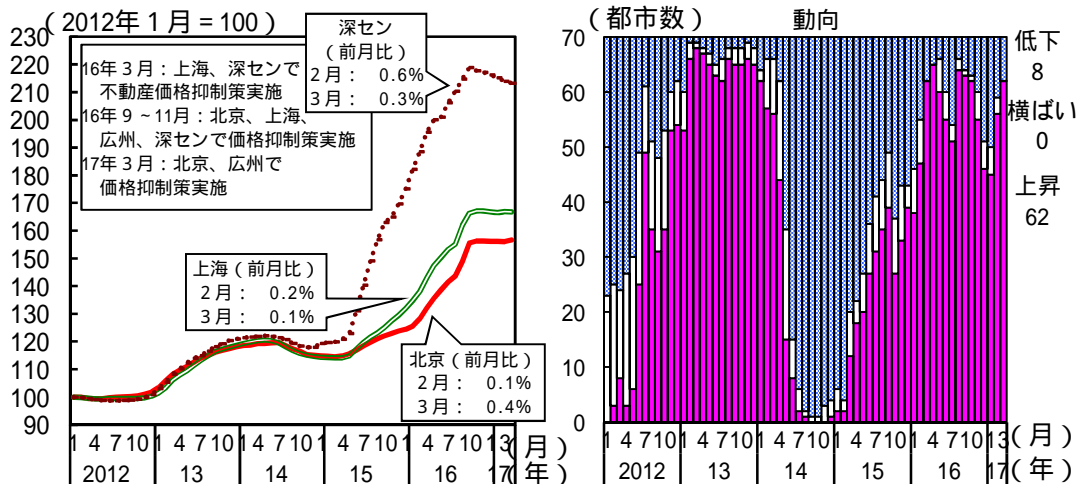 (2012年1月=100)
230
220
210
200
190
180
170
160
150
140
130
120
110
100
90
16年3月:上海、深センで
不動産価格抑制策実施
16年9~11月:北京、上海、
広州、深センで価格抑制策実施
17年3月:北京、広州で
価格抑制策実施
深セン
(前月比)
2月: 0.6%
3月: 0.3%
上海(前月比)
2月: 0.2%
3月: 0.1%
北京(前月比)
2月: 0.1%
3月: 0.4%
1 4 7 10 1 4 7 10 1 4 7 10 1 4 7 10 1 4 7 10 1 3 (月)
2012 13 14 15 16 17 (年)
(都市数) 動向
70
60
50
40
30
20
10
0
低下
8
横ばい
0
上昇
62
1 4 7 10 1 4 7 10 1 4 7 10 1 4 7 10 1 4 7 10 1 3 (月)
2012 13 14 15 16 17 (年)